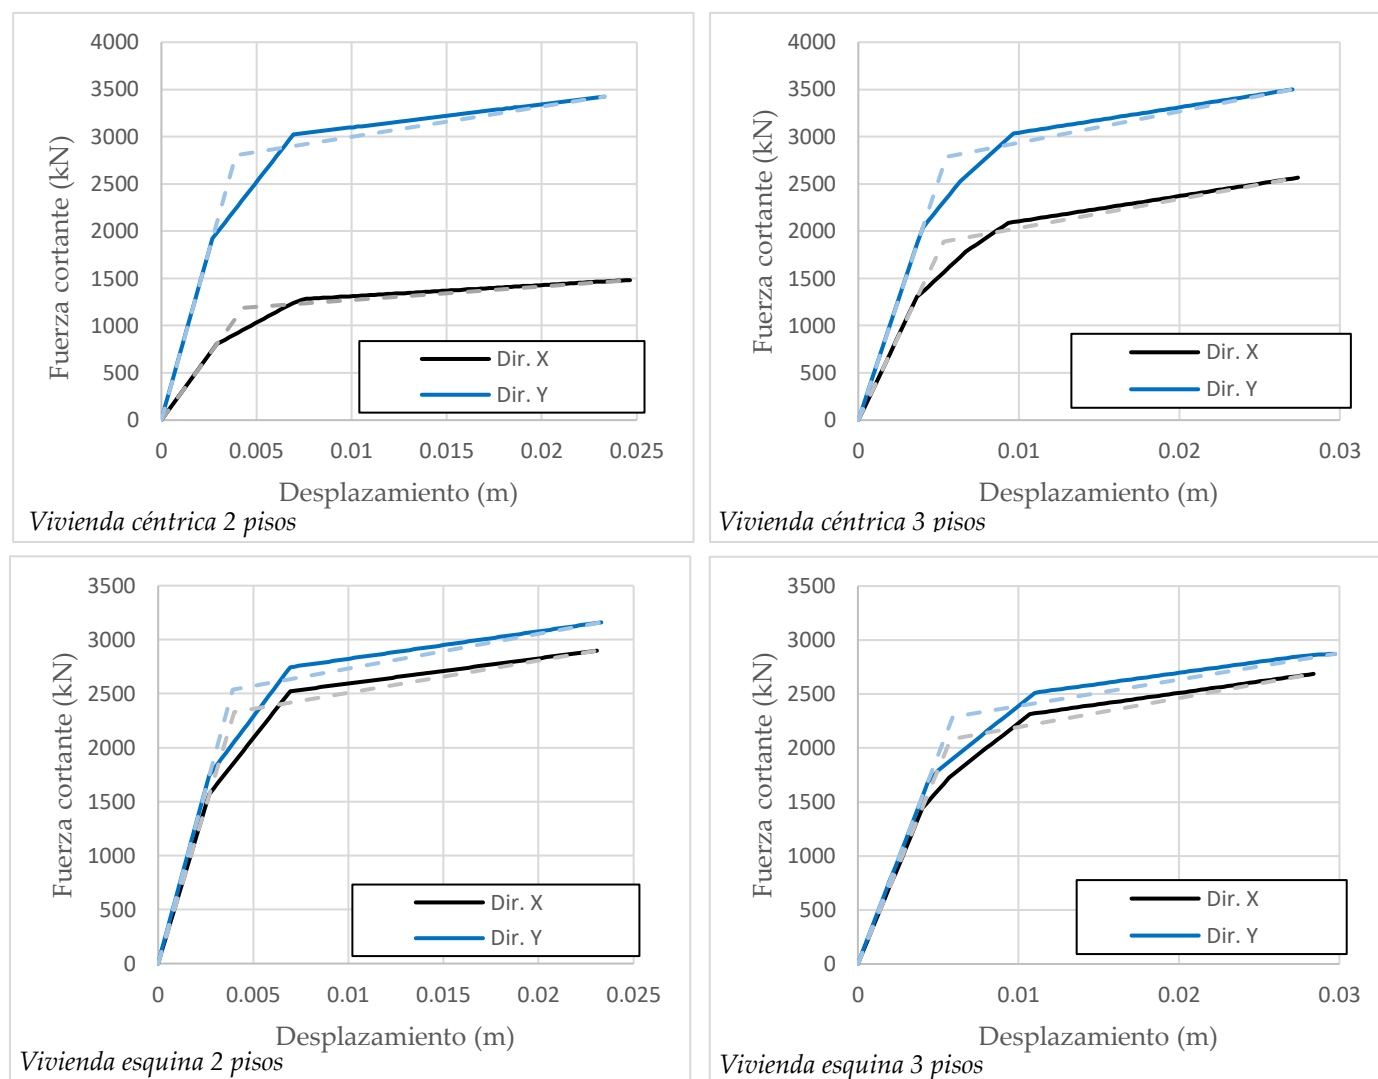 4000
3500
3000
2500
2000
1500
1000
500
0
Fuerza cortante (kN)
Dir. X
Dir. Y
0 0.005 0.01 0.015 0.02 0.025
Desplazamiento (m)
Vivienda céntrica 2 pisos
4000
3500
3000
2500
2000
1500
1000
500
0
Fuerza cortante (kN)
Dir. X
Dir. Y
0 0.01 0.02 0.03
Desplazamiento (m)
Vivienda céntrica 3 pisos
3500
3000
2500
2000
1500
1000
500
0
Fuerza cortante (kN)
Dir. X
Dir. Y
0 0.005 0.01 0.015 0.02 0.025
Desplazamiento (m)
Vivienda esquina 2 pisos
3500
3000
2500
2000
1500
1000
500
0
Fuerza cortante (kN)
Dir. X
Dir. Y
0 0.01 0.02 0.03
Desplazamiento (m)
Vivienda esquina 3 pisos